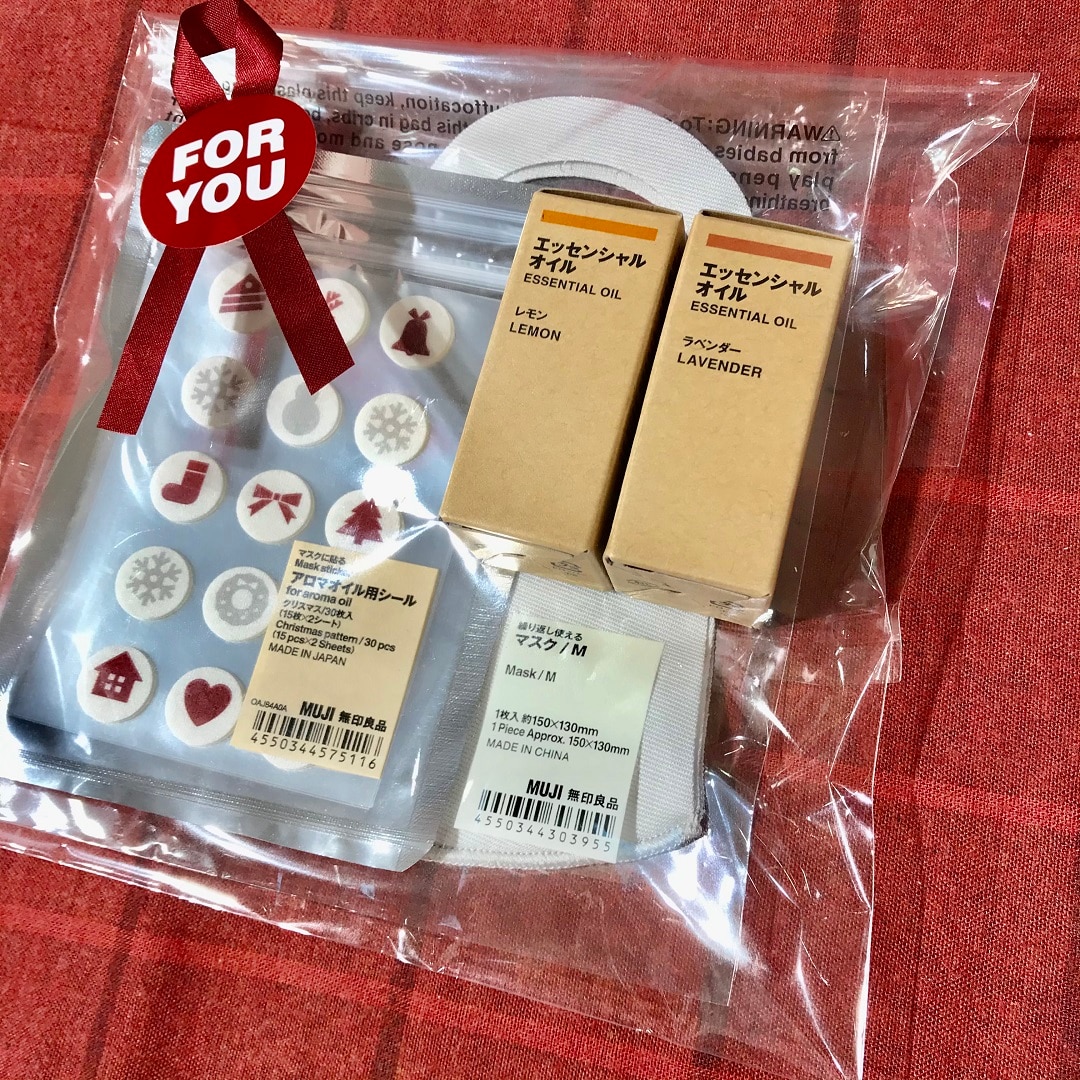 FOR
YOU
⚠WARNING: To
uffocation, keep this plas
from babies
his bag in cribs,
play pens
nose and mo
breathing
エッセンシャル
オイル
ESSENTIAL OIL
レモン
LEMON
エッセンシャル
オイル
ESSENTIAL OIL
ラベンダー
LAVENDER
マスクに貼る
Mask sticke
アロマオイル用シール
for aroma oil
クリスマス/30枚入
(15枚×2シート)
Christmas pattern / 30 pcs
(15 pcs×2 Sheets)
MADE IN JAPAN
MUJI 無印良品
4550344575116
繰り返し使える
マスク / M
Mask / M
1枚入 約150×130mm
1 Piece Approx. 150×130mm
MADE IN CHINA
MUJI 無印良品
4550344303955